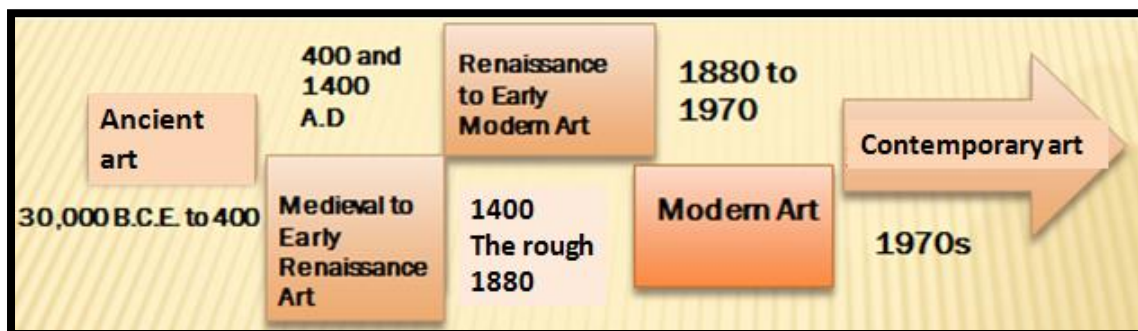 Ancient
art
30,000 B.C.E. to 400
400 and
1400
A.D
Medieval to
Early
Renaissance
Art
Renaissance
to Early
Modern Art
1400
The rough
1880
1880 to
1970
Modern Art
Contemporary art
1970s